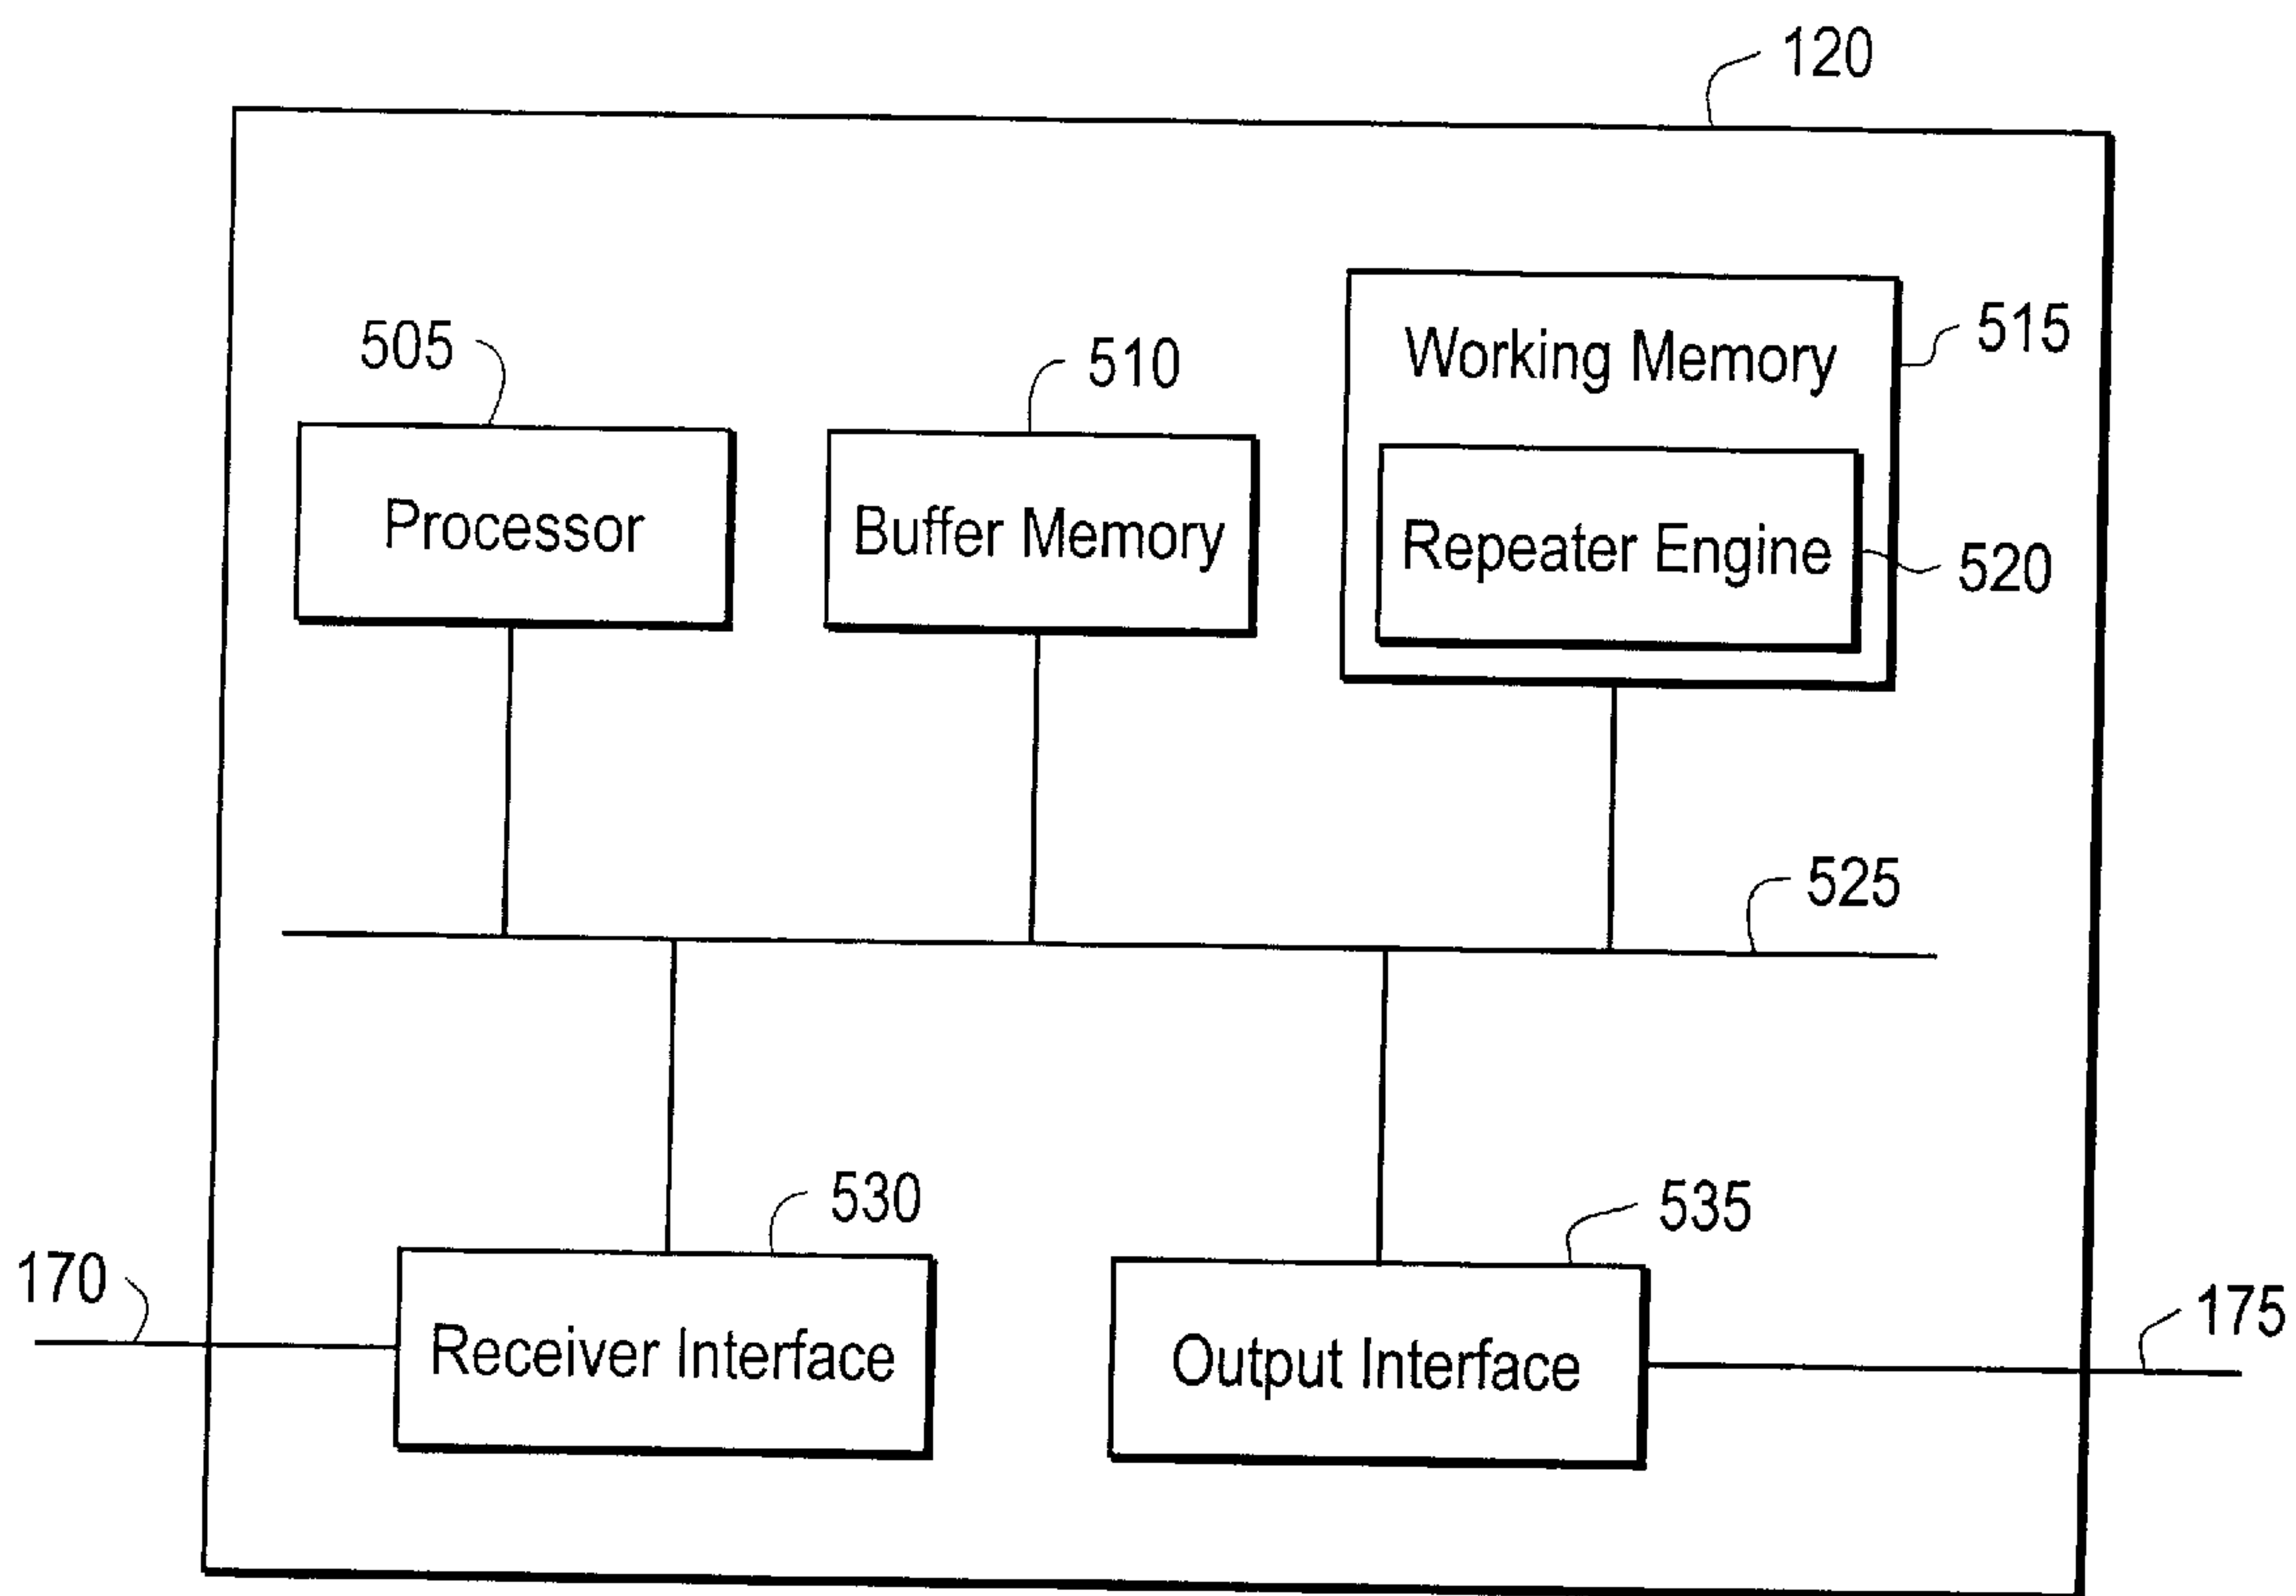 120
505
510
515
Working Memory
Processor
Buffer Memory
Repeater Engine
520
525
530
535
170
175
Receiver Interface
Output Interface